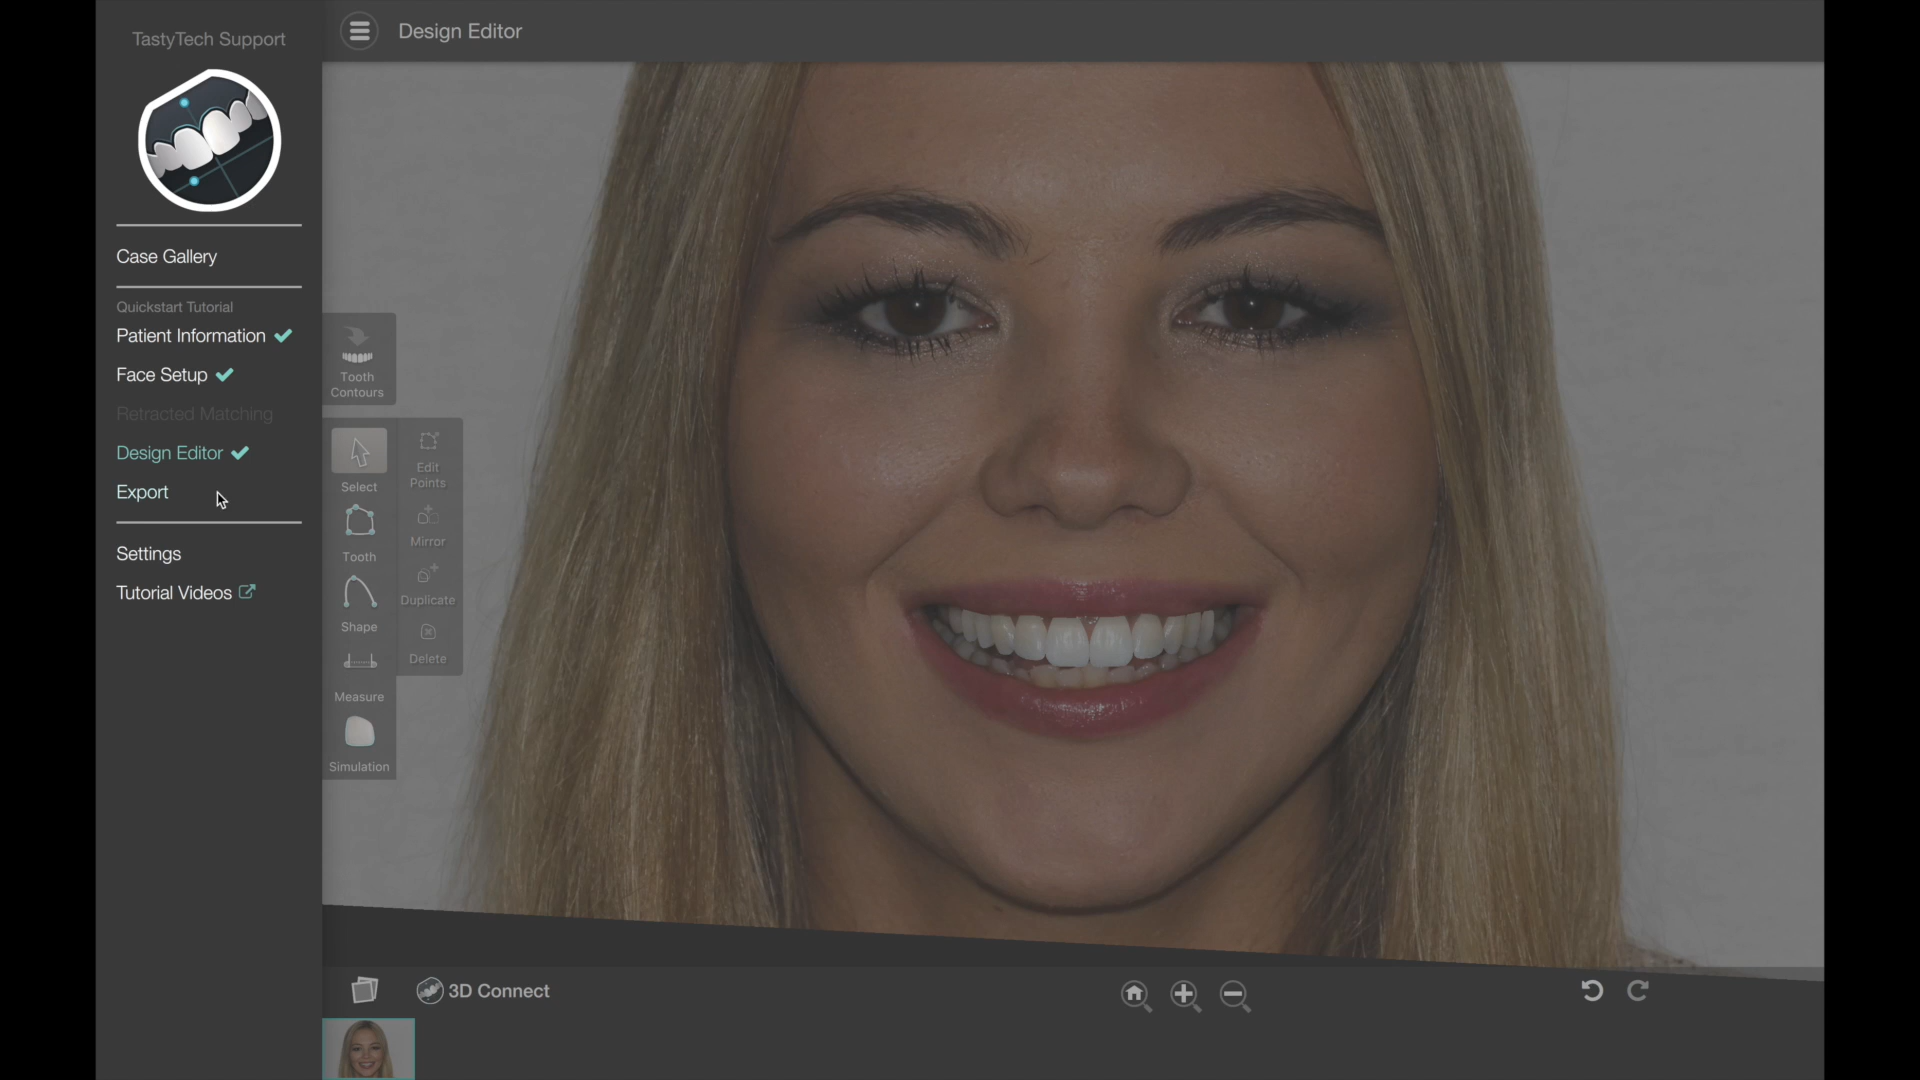 TastyTech Support
Design Editor
Case Gallery
Quickstart Tutorial
Patient Information
Face Setup
Retracted Matching
Design Editor
Export
Settings
Tutorial Videos
Tooth
Contours
Select
Tooth
Shape
Measure
Simulation
Edit
Points
Mirror
Duplicate
Delete
3D Connect